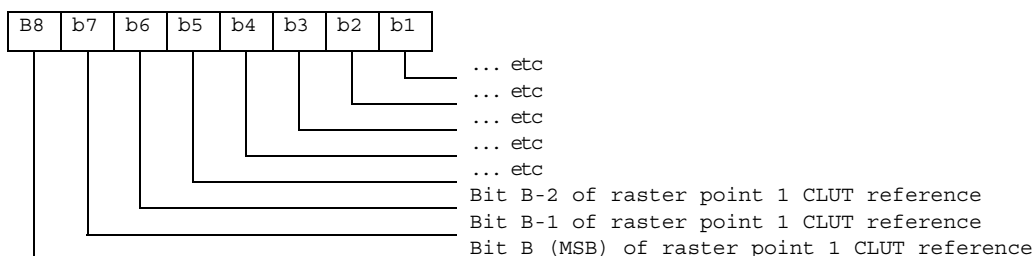 B8 b7 b6 b5 b4 b3 b2 b1
... etc
... etc
... etc
... etc
... etc
Bit B-2 of raster point 1 CLUT reference
Bit B-1 of raster point 1 CLUT reference
Bit B (MSB) of raster point 1 CLUT reference